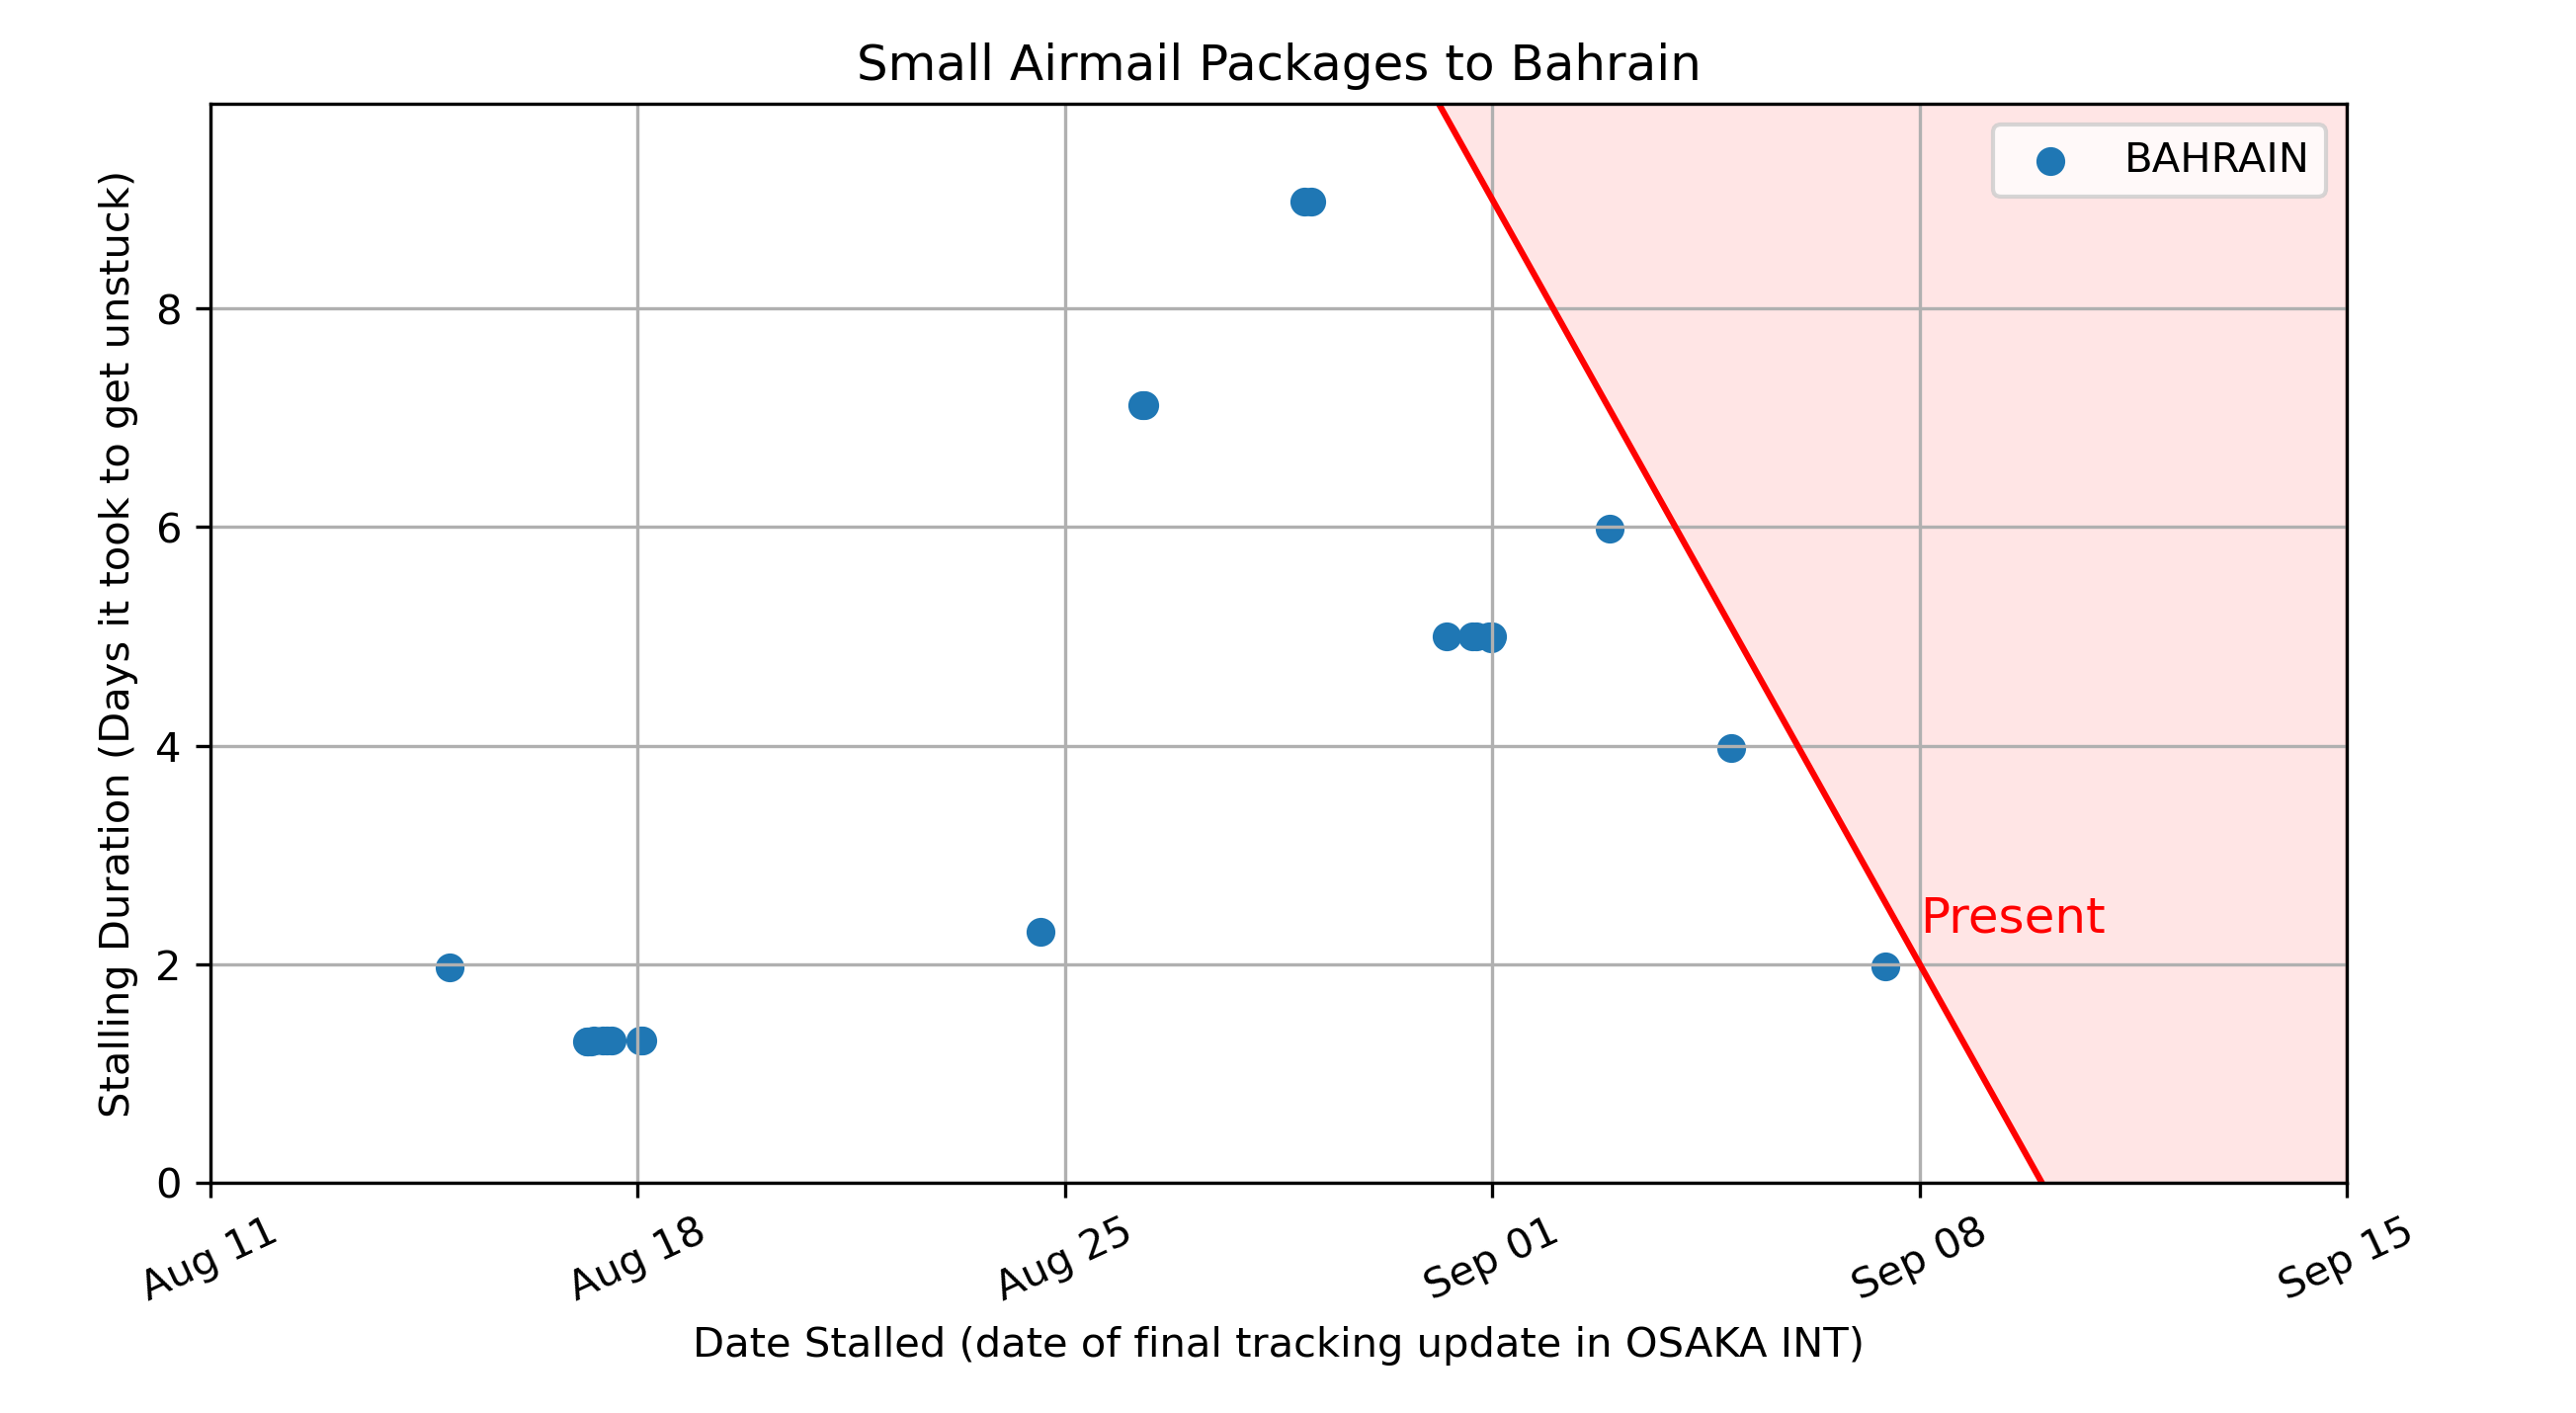 Small Airmail Packages to Bahrain
BAHRAIN
Stalling Duration (Days it took to get unstuck)
8
6
4
2
0
Present
Aug 11
Aug 18
Aug 25
Sep 01
Sep 08
Sep 15
Date Stalled (date of final tracking update in OSAKA INT)